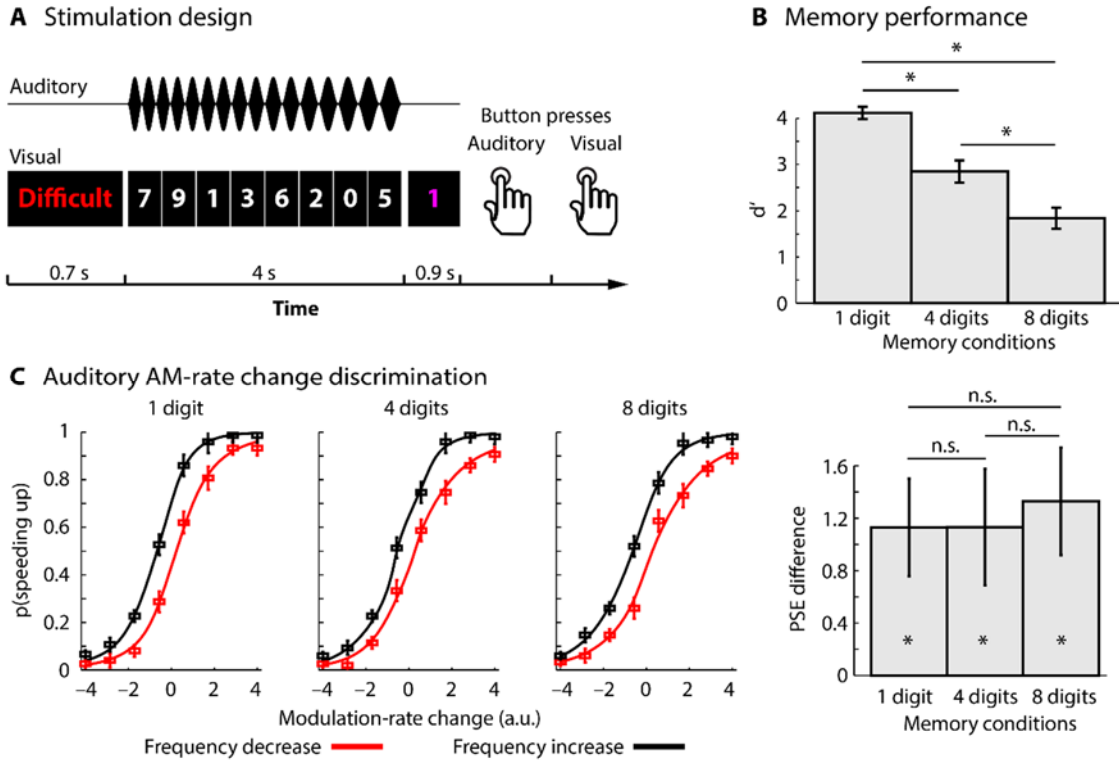 A Stimulation design
Auditory
Visual
Difficult 7 9 1 3 6 2 0 5 1
Button presses
Auditory Visual
0.7 s 4 s 0.9 s
Time
B Memory performance
* 
* 
* 
4
3
2
1
0
d'
1 digit 4 digits 8 digits
Memory conditions
C Auditory AM-rate change discrimination
1 digit 4 digits 8 digits
1
0.8
0.6
0.4
0.2
0
p(speeding up)
−4 −2 0 2 4 −4 −2 0 2 4 −4 −2 0 2 4
Modulation-rate change (a.u.)
Frequency decrease Frequency increase
n.s.
n.s.
n.s.
1.6
1.2
0.8
0.4
0
PSE difference
* * *
1 digit 4 digits 8 digits
Memory conditions